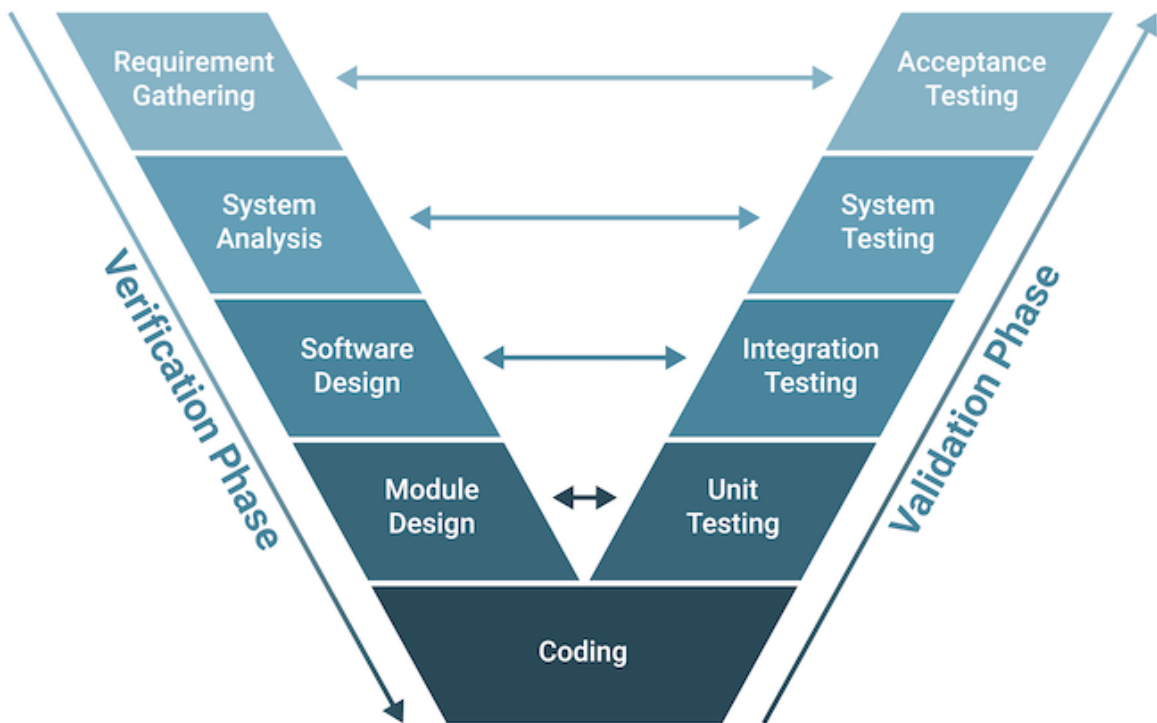 Requirement
Gathering
Acceptance
Testing
System
Analysis
System
Testing
Software
Design
Integration
Testing
Module
Design
Unit
Testing
Coding
Verification Phase
Validation Phase